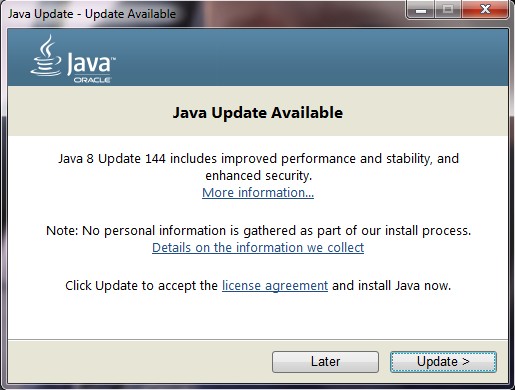 Java Update - Update Available
Java™
ORACLE
Java Update Available
Java 8 Update 144 includes improved performance and stability, and
enhanced security.
More information...
Note: No personal information is gathered as part of our install process.
Details on the information we collect
Click Update to accept the license agreement and install Java now.
Later
Update >